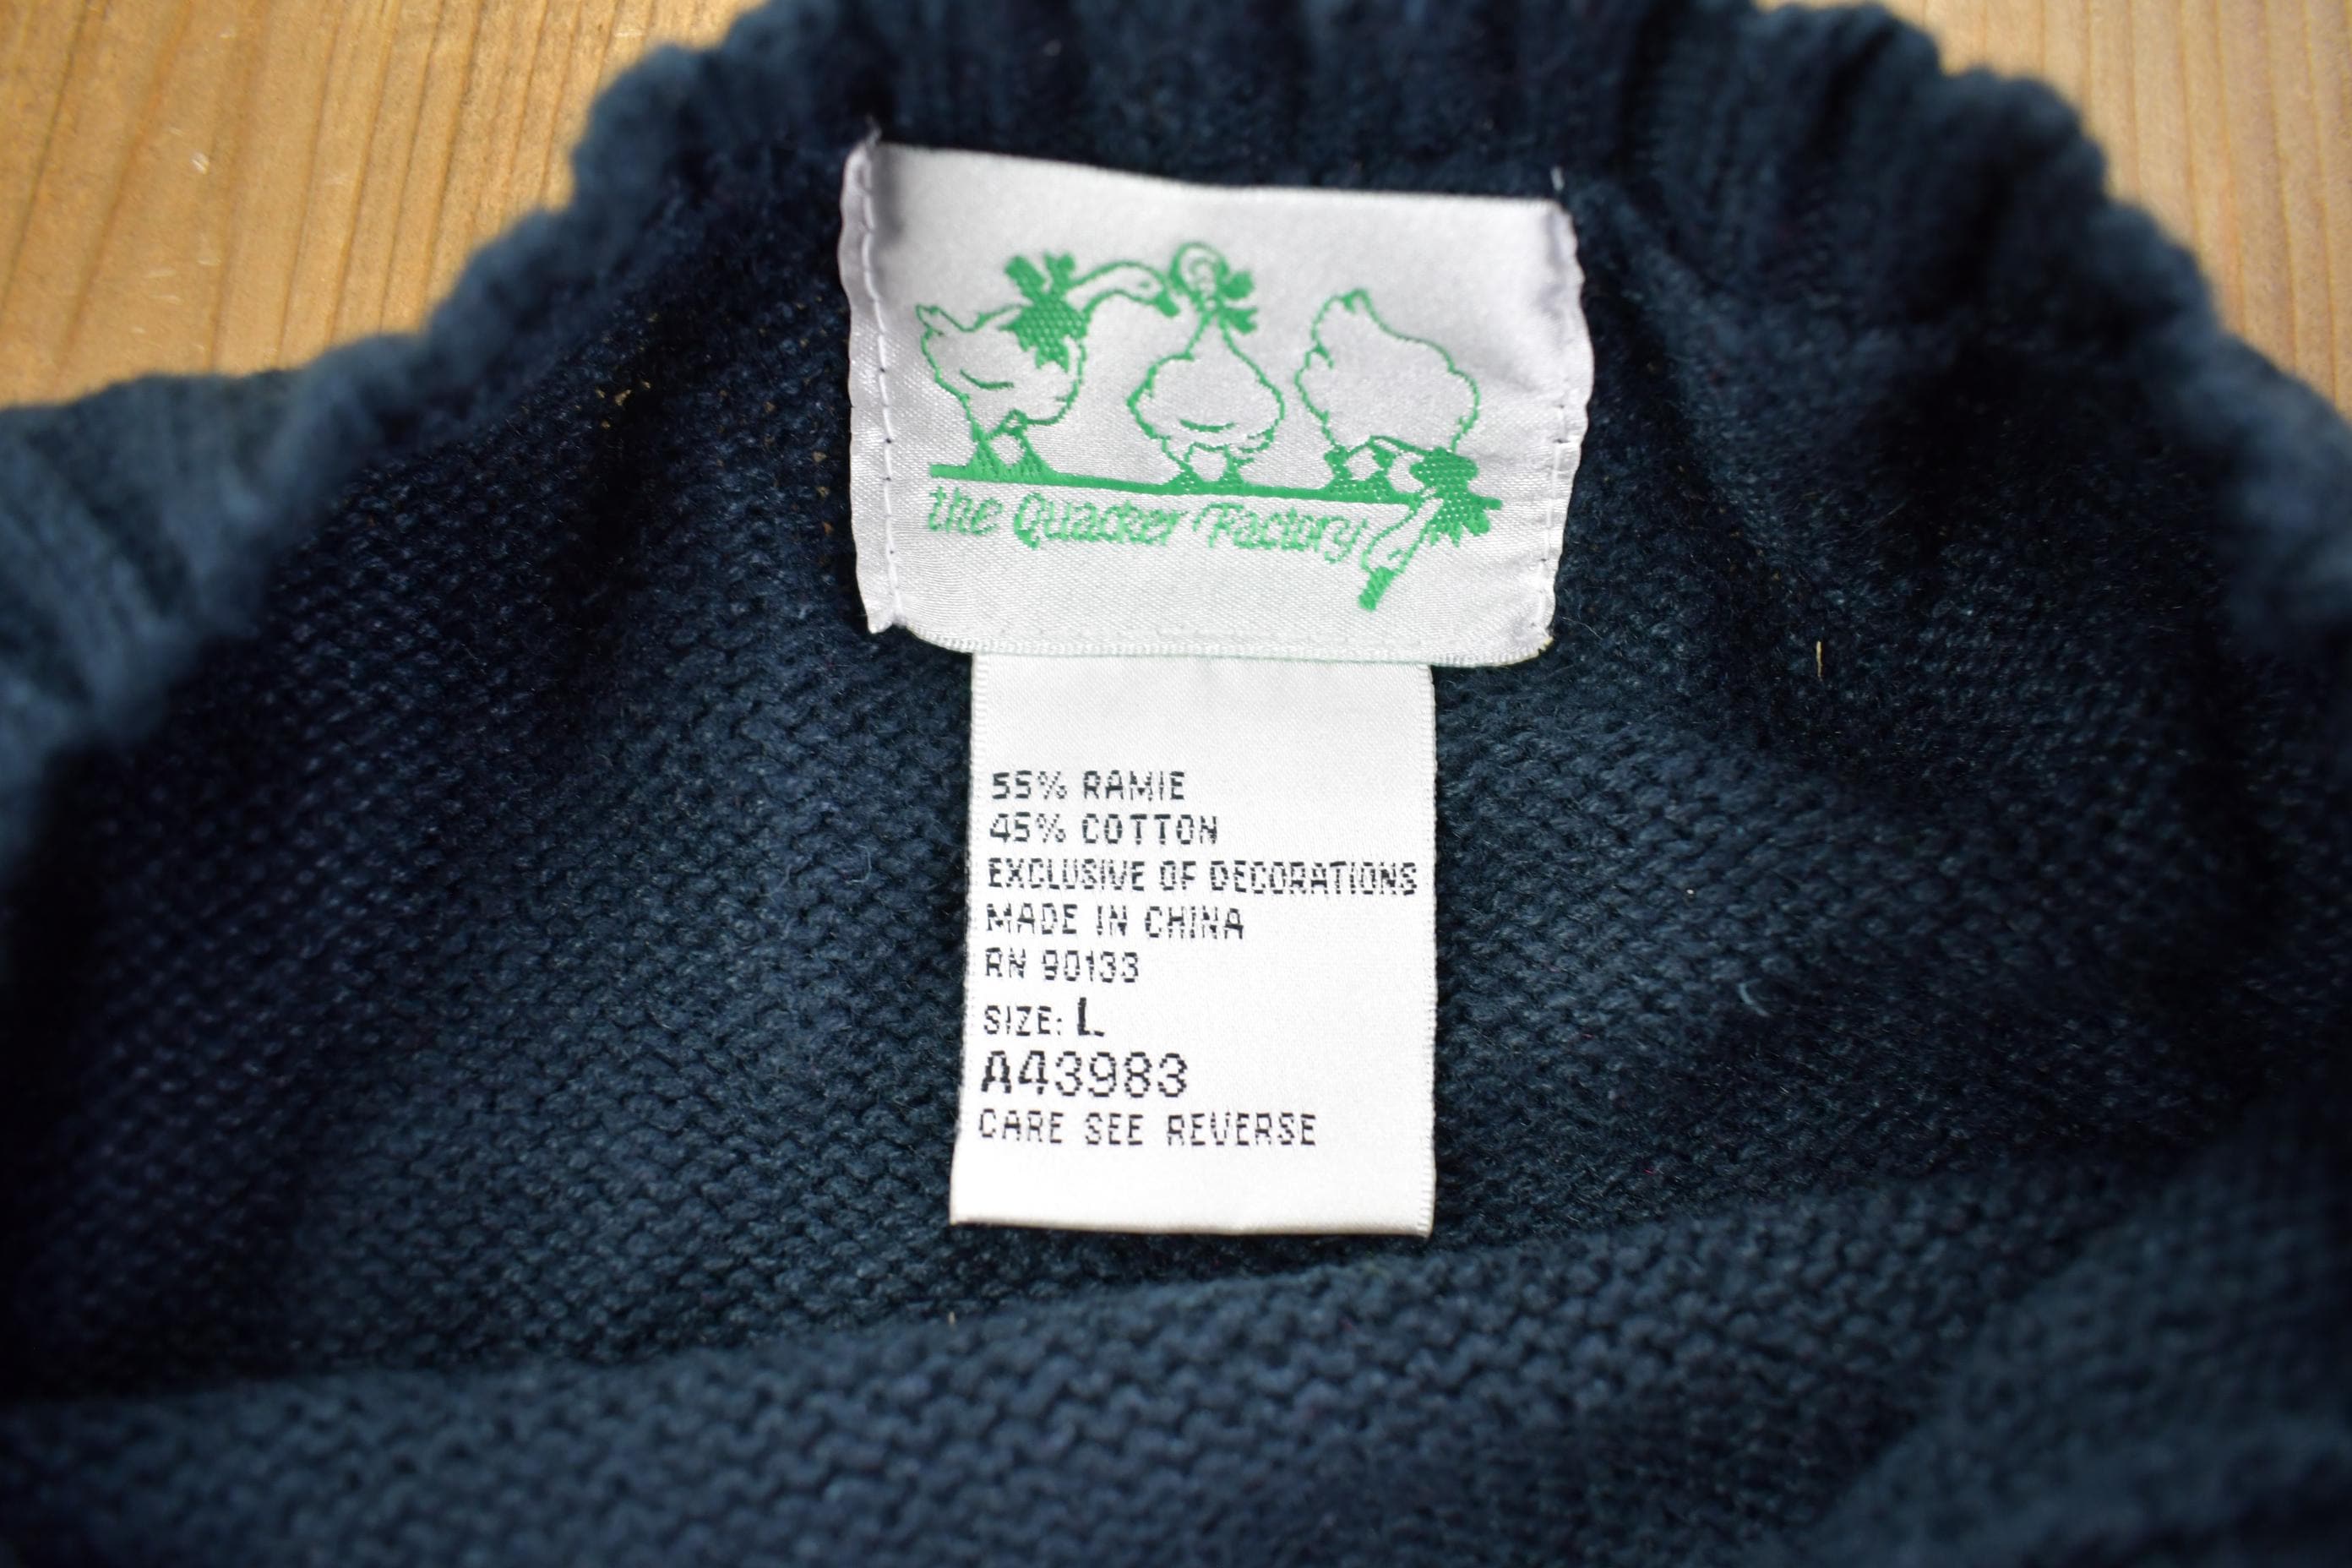 the Quacker Factory
55% RAMIE
45% COTTON
EXCLUSIVE OF DECORATIONS
MADE IN CHINA
RN 90133
SIZE: L
A43983
CARE SEE REVERSE